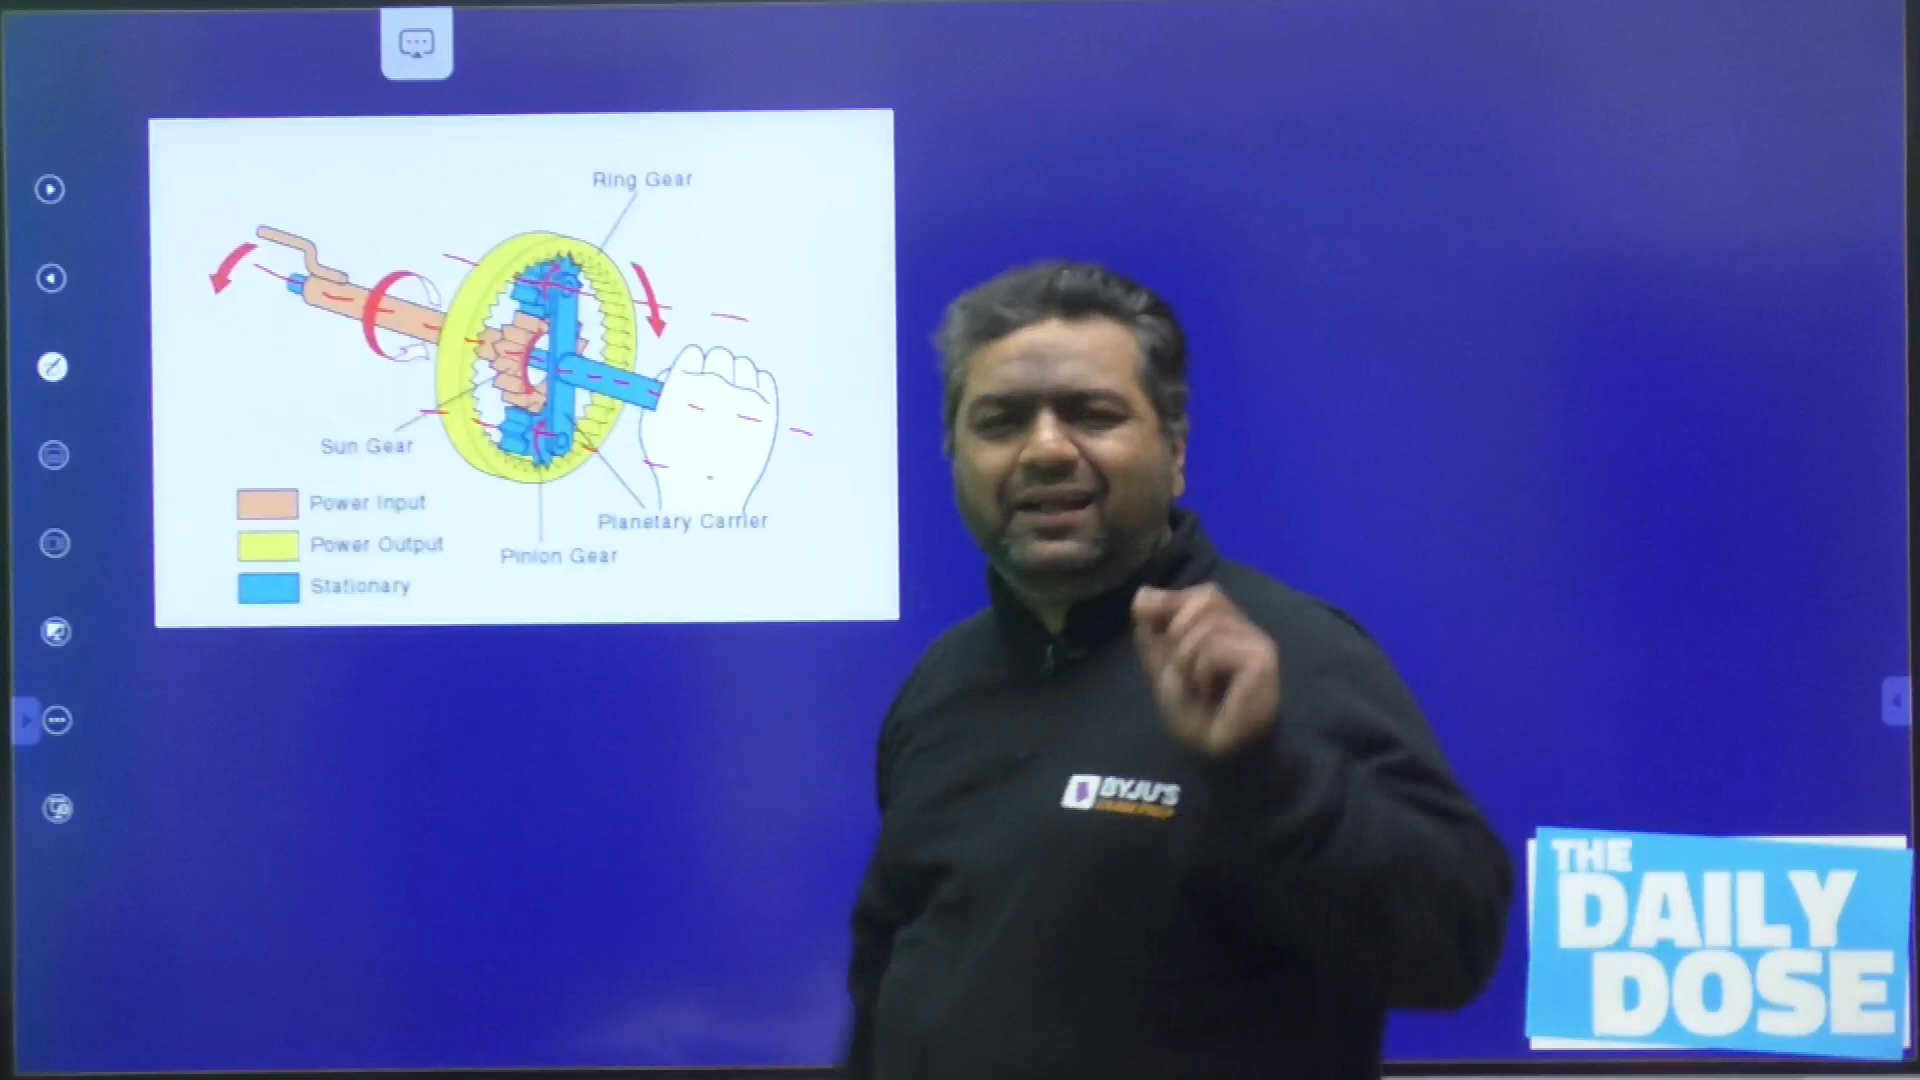 Ring Gear
Sun Gear
Power Input
Planetary Carrier
Power Output
Pinion Gear
Stationary
BYJU'S
THE
DAILY
DOSE